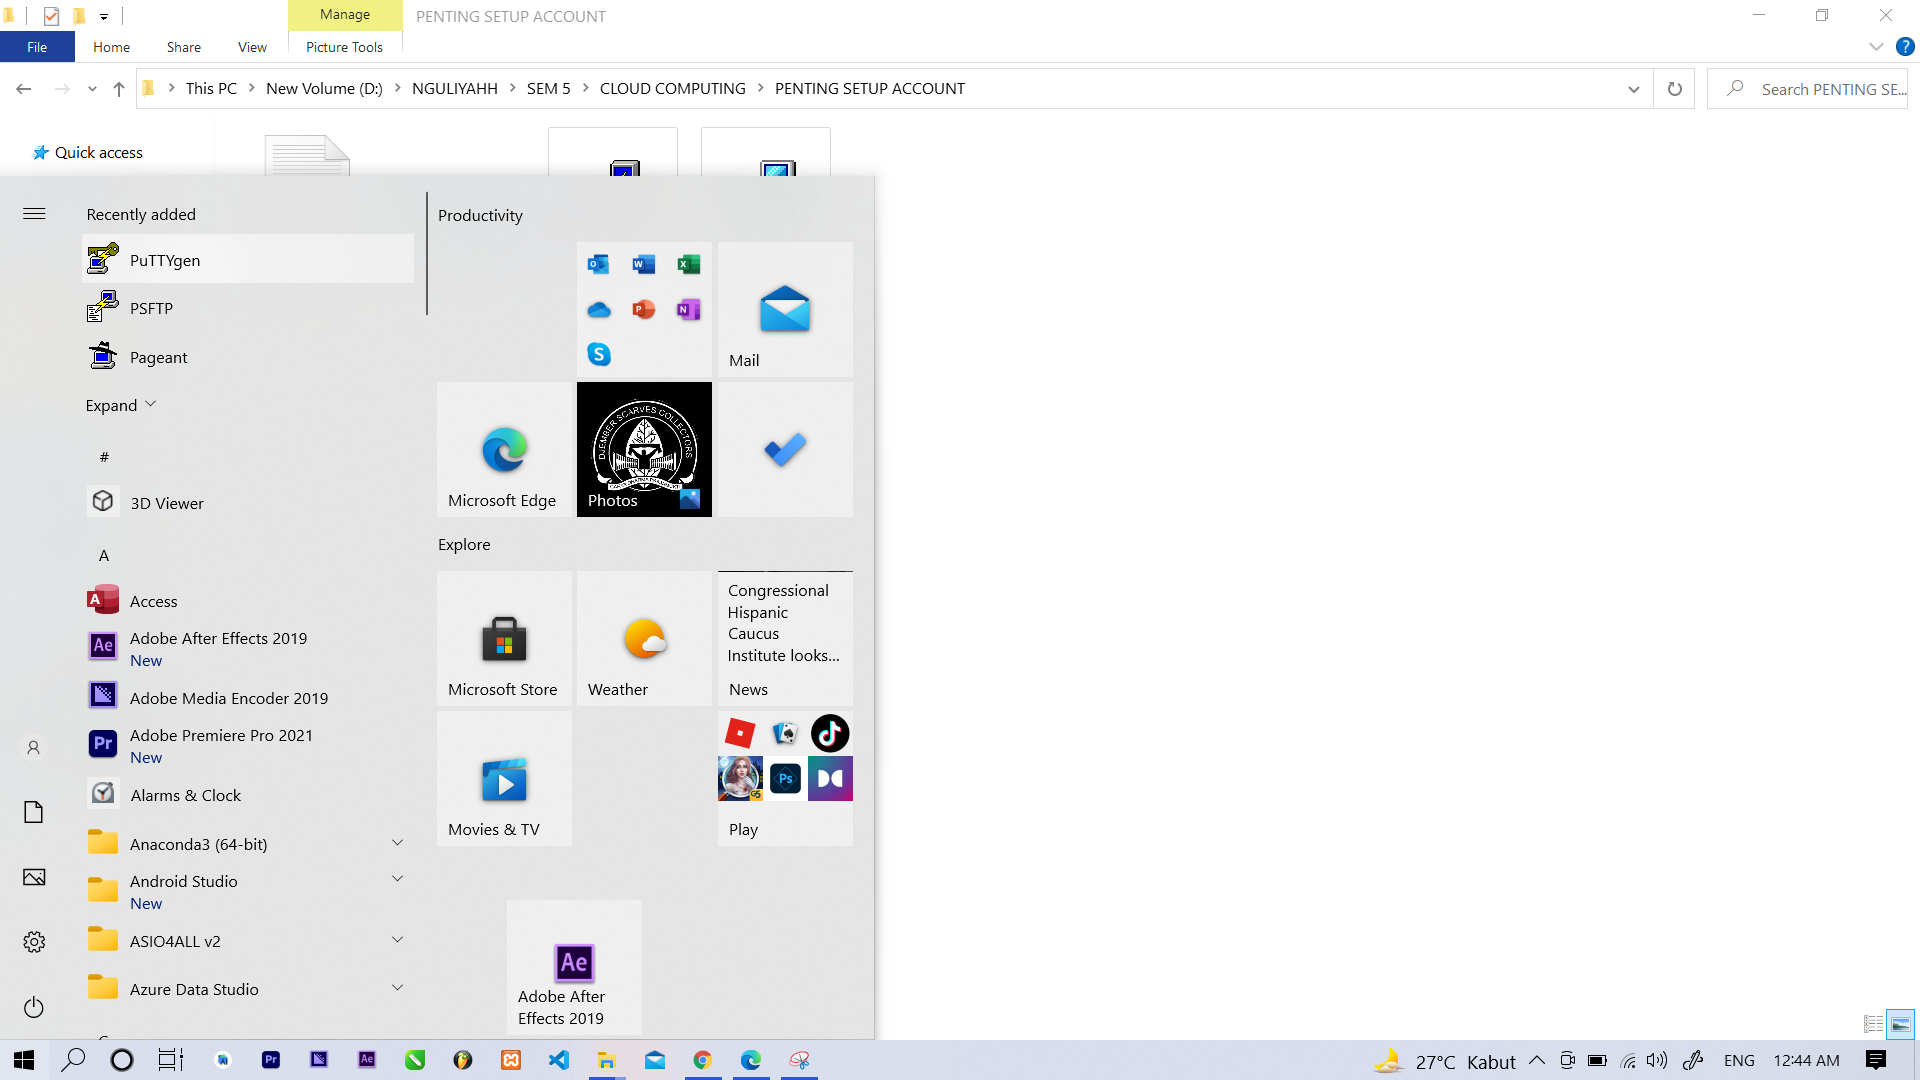 Manage
PENTING SETUP ACCOUNT
File
Home
Share
View
Picture Tools
This PC
New Volume (D:)
NGULIYAHH
SEM 5
CLOUD COMPUTING
PENTING SETUP ACCOUNT
Search PENTING SE...
Quick access
Recently added
PuTTYgen
PSFTP
Pageant
Expand
#
3D Viewer
A
Access
Adobe After Effects 2019
New
Adobe Media Encoder 2019
Adobe Premiere Pro 2021
New
Alarms & Clock
Anaconda3 (64-bit)
Android Studio
New
ASIO4ALL v2
Azure Data Studio
Productivity
Mail
Microsoft Edge
DJEMBER SCARVES COLLECTORS
Photos
Explore
Microsoft Store
Weather
Congressional
Hispanic
Caucus
Institute looks...
News
Movies & TV
Play
Adobe After
Effects 2019
27°C Kabut
ENG
12:44 AM